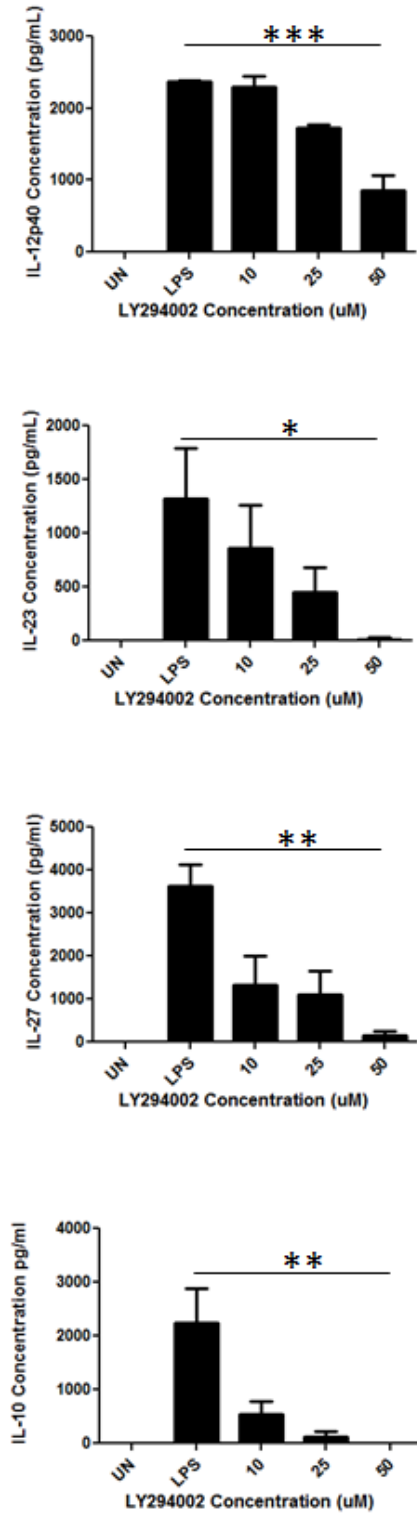 IL-12p40 Concentration (pg/mL)
3000
2000
1000
0
***
UN
LPS
10
25
50
LY294002 Concentration (uM)
IL-23 Concentration (pg/mL)
2000
1500
1000
500
0
*
UN
LPS
10
25
50
LY294002 Concentration (uM)
IL-27 Concentration (pg/ml)
5000
4000
3000
2000
1000
0
**
UN
LPS
10
25
50
LY294002 Concentration (uM)
IL-10 Concentration pg/ml
4000
3000
2000
1000
0
**
UN
LPS
10
25
50
LY294002 Concentration (uM)